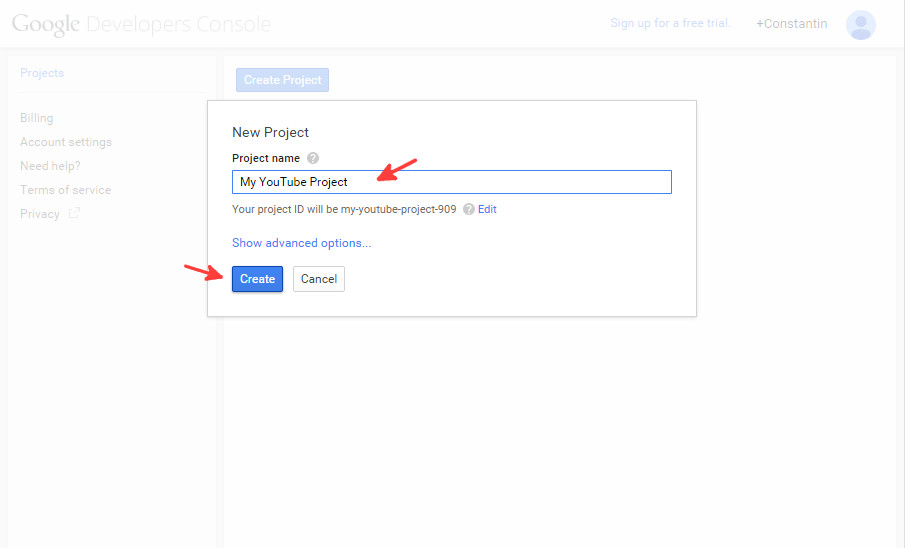 Google Developers Console
Sign up for a free trial.
+Constantin
Projects
Billing
Account settings
Need help?
Terms of service
Privacy
Create Project
New Project
Project name ?
My YouTube Project
Your project ID will be my-youtube-project-909 ? Edit
Show advanced options...
Create
Cancel